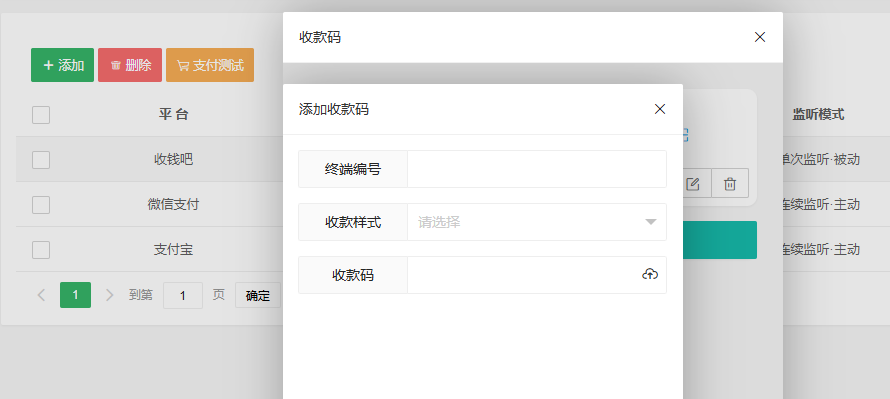 收款码
添加
删除
支付测试
添加收款码
平台
监听模式
终端编号
收钱吧
单次监听·被动
收款样式
请选择
微信支付
连续监听·主动
支付宝
连续监听·主动
收款码
1
到第
1
页
确定